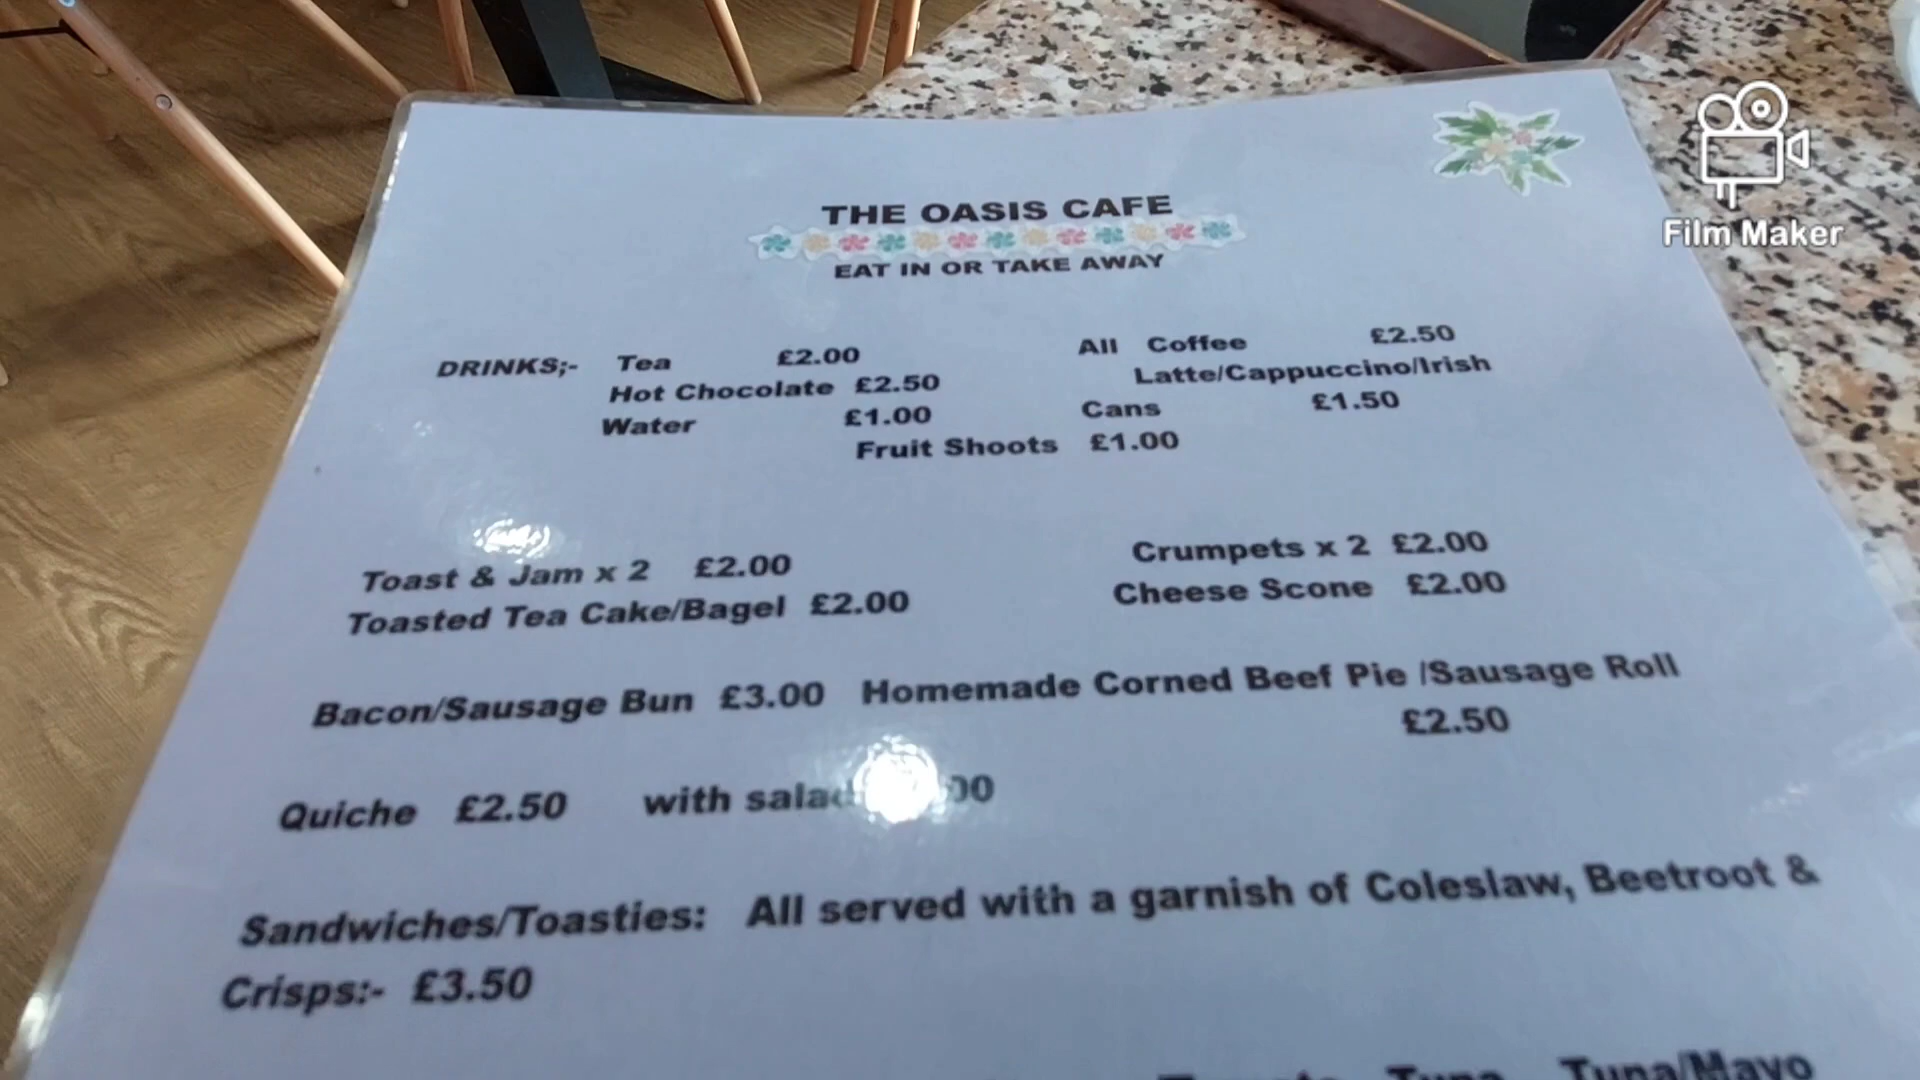 THE OASIS CAFE
EAT IN OR TAKE AWAY
DRINKS;- Tea £2.00 All Coffee £2.50
Hot Chocolate £2.50 Latte/Cappuccino/Irish
Water £1.00 Cans £1.50
Fruit Shoots £1.00
Toast & Jam x 2 £2.00 Crumpets x 2 £2.00
Toasted Tea Cake/Bagel £2.00 Cheese Scone £2.00
Bacon/Sausage Bun £3.00 Homemade Corned Beef Pie /Sausage Roll
£2.50
Quiche £2.50 with salad
Sandwiches/Toasties: All served with a garnish of Coleslaw, Beetroot &
Crisps:- £3.50
Tuna Tuna/Mayo
Film Maker